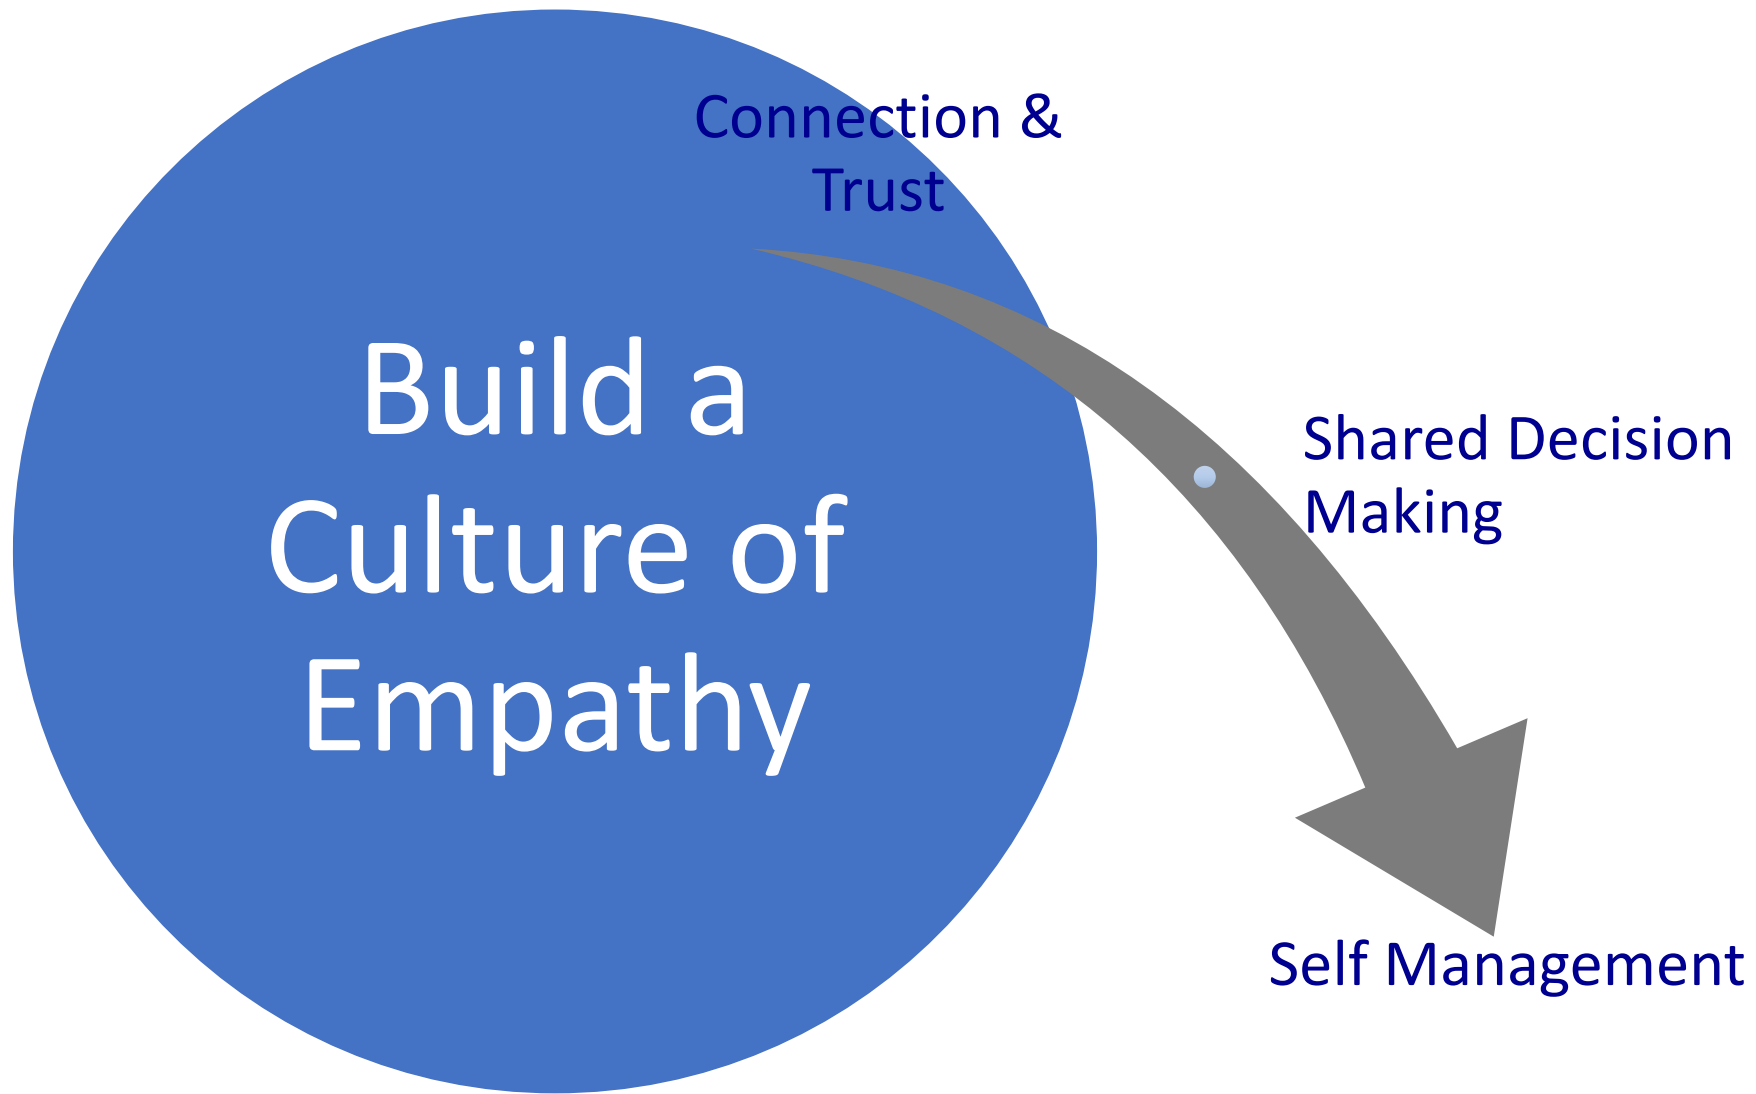 Connection &
Trust
Build a
Culture of
Empathy
Shared Decision
Making
Self Management